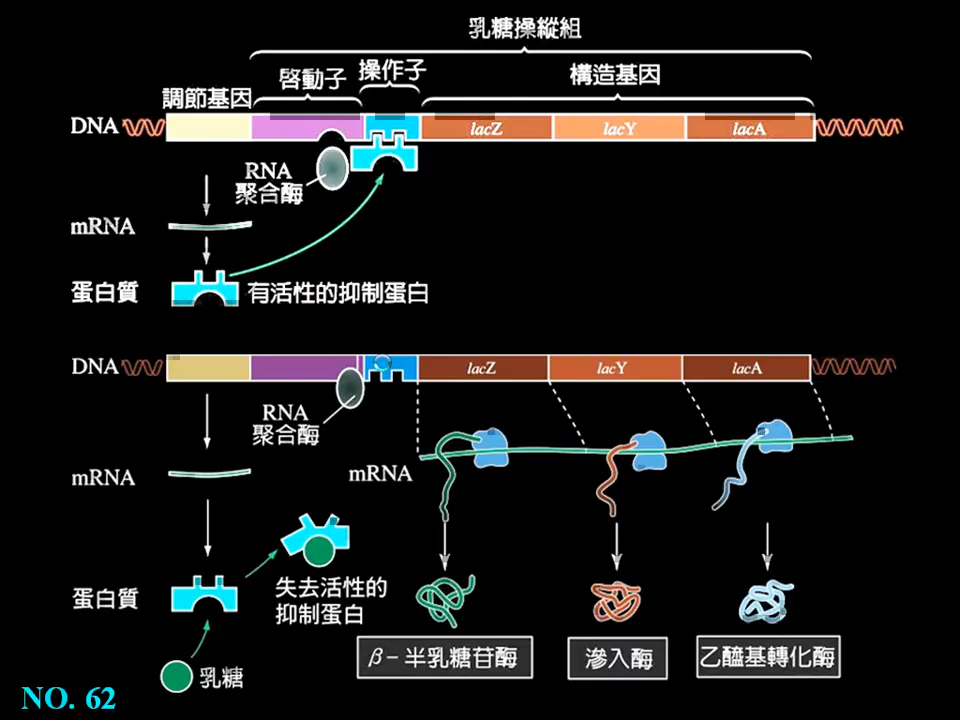 乳糖操縱組
啓動子
操作子
構造基因
調節基因
DNA
lacZ
lacY
lacA
RNA
聚合酶
mRNA
蛋白質
有活性的抑制蛋白
DNA
lacZ
lacY
lacA
RNA
聚合酶
mRNA
mRNA
蛋白質
失去活性的
抑制蛋白
β-半乳糖苷酶
滲入酶
乙醯基轉化酶
乳糖
NO. 62